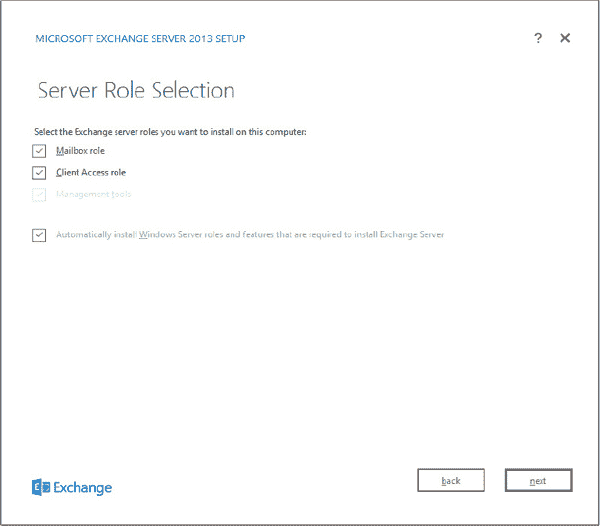 MICROSOFT EXCHANGE SERVER 2013 SETUP
?
Server Role Selection
Select the Exchange server roles you want to install on this computer:
Mailbox role
Client Access role
Management tools
Automatically install Windows Server roles and features that are required to install Exchange Server
Exchange
back
next